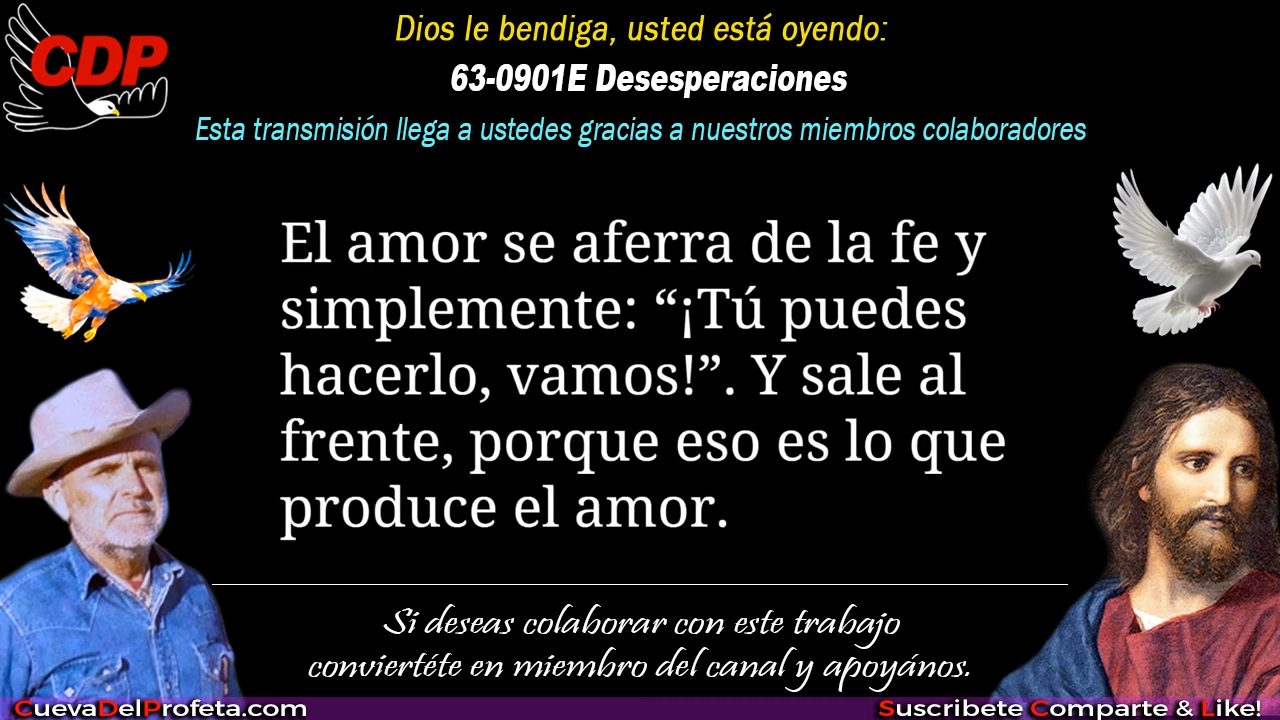 CDP
Dios le bendiga, usted está oyendo:
63-0901E Desesperaciones
Esta transmisión llega a ustedes gracias a nuestros miembros colaboradores
El amor se aferra de la fe y
simplemente: “¡Tú puedes
hacerlo, vamos!”. Y sale al
frente, porque eso es lo que
produce el amor.
Si deseas colaborar con este trabajo
conviertéte en miembro del canal y apoyános.
CuevaDelProfeta.com
Suscribete Comparte & Like!